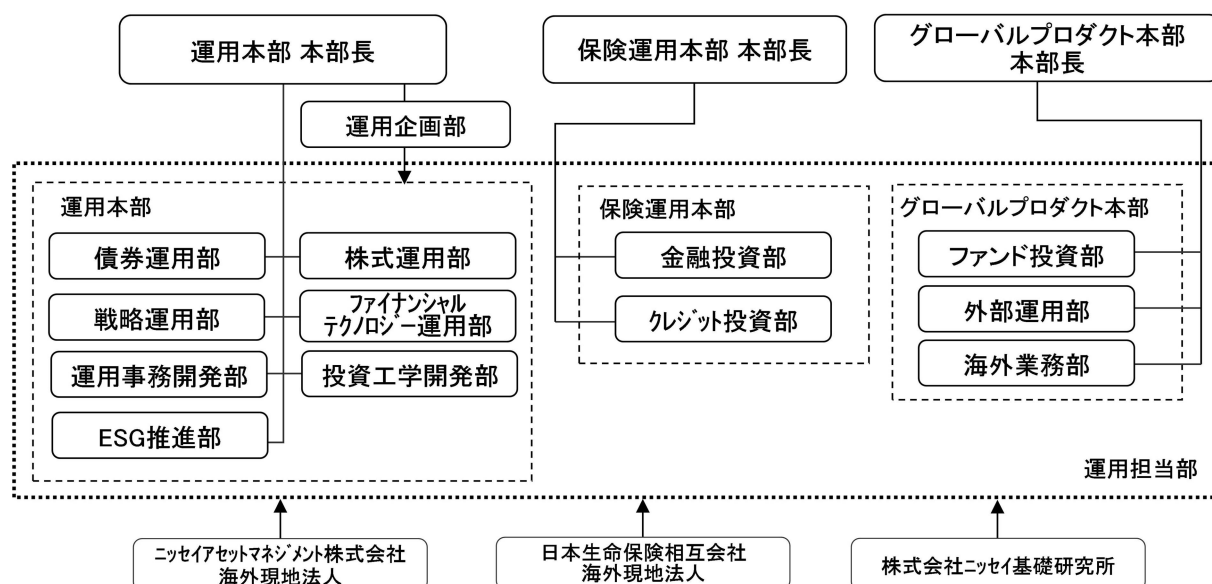 運用本部 本部長
保険運用本部 本部長
グローバルプロダクト本部
本部長
運用企画部
運用本部
債券運用部
株式運用部
戦略運用部
ファイナンシャル
テクノロジー運用部
運用事務開発部
投資工学開発部
ESG推進部
保険運用本部
金融投資部
クレジット投資部
グローバルプロダクト本部
ファンド投資部
外部運用部
海外業務部
運用担当部
ニッセイアセットマネジメント株式会社
海外現地法人
日本生命保険相互会社
海外現地法人
株式会社ニッセイ基礎研究所